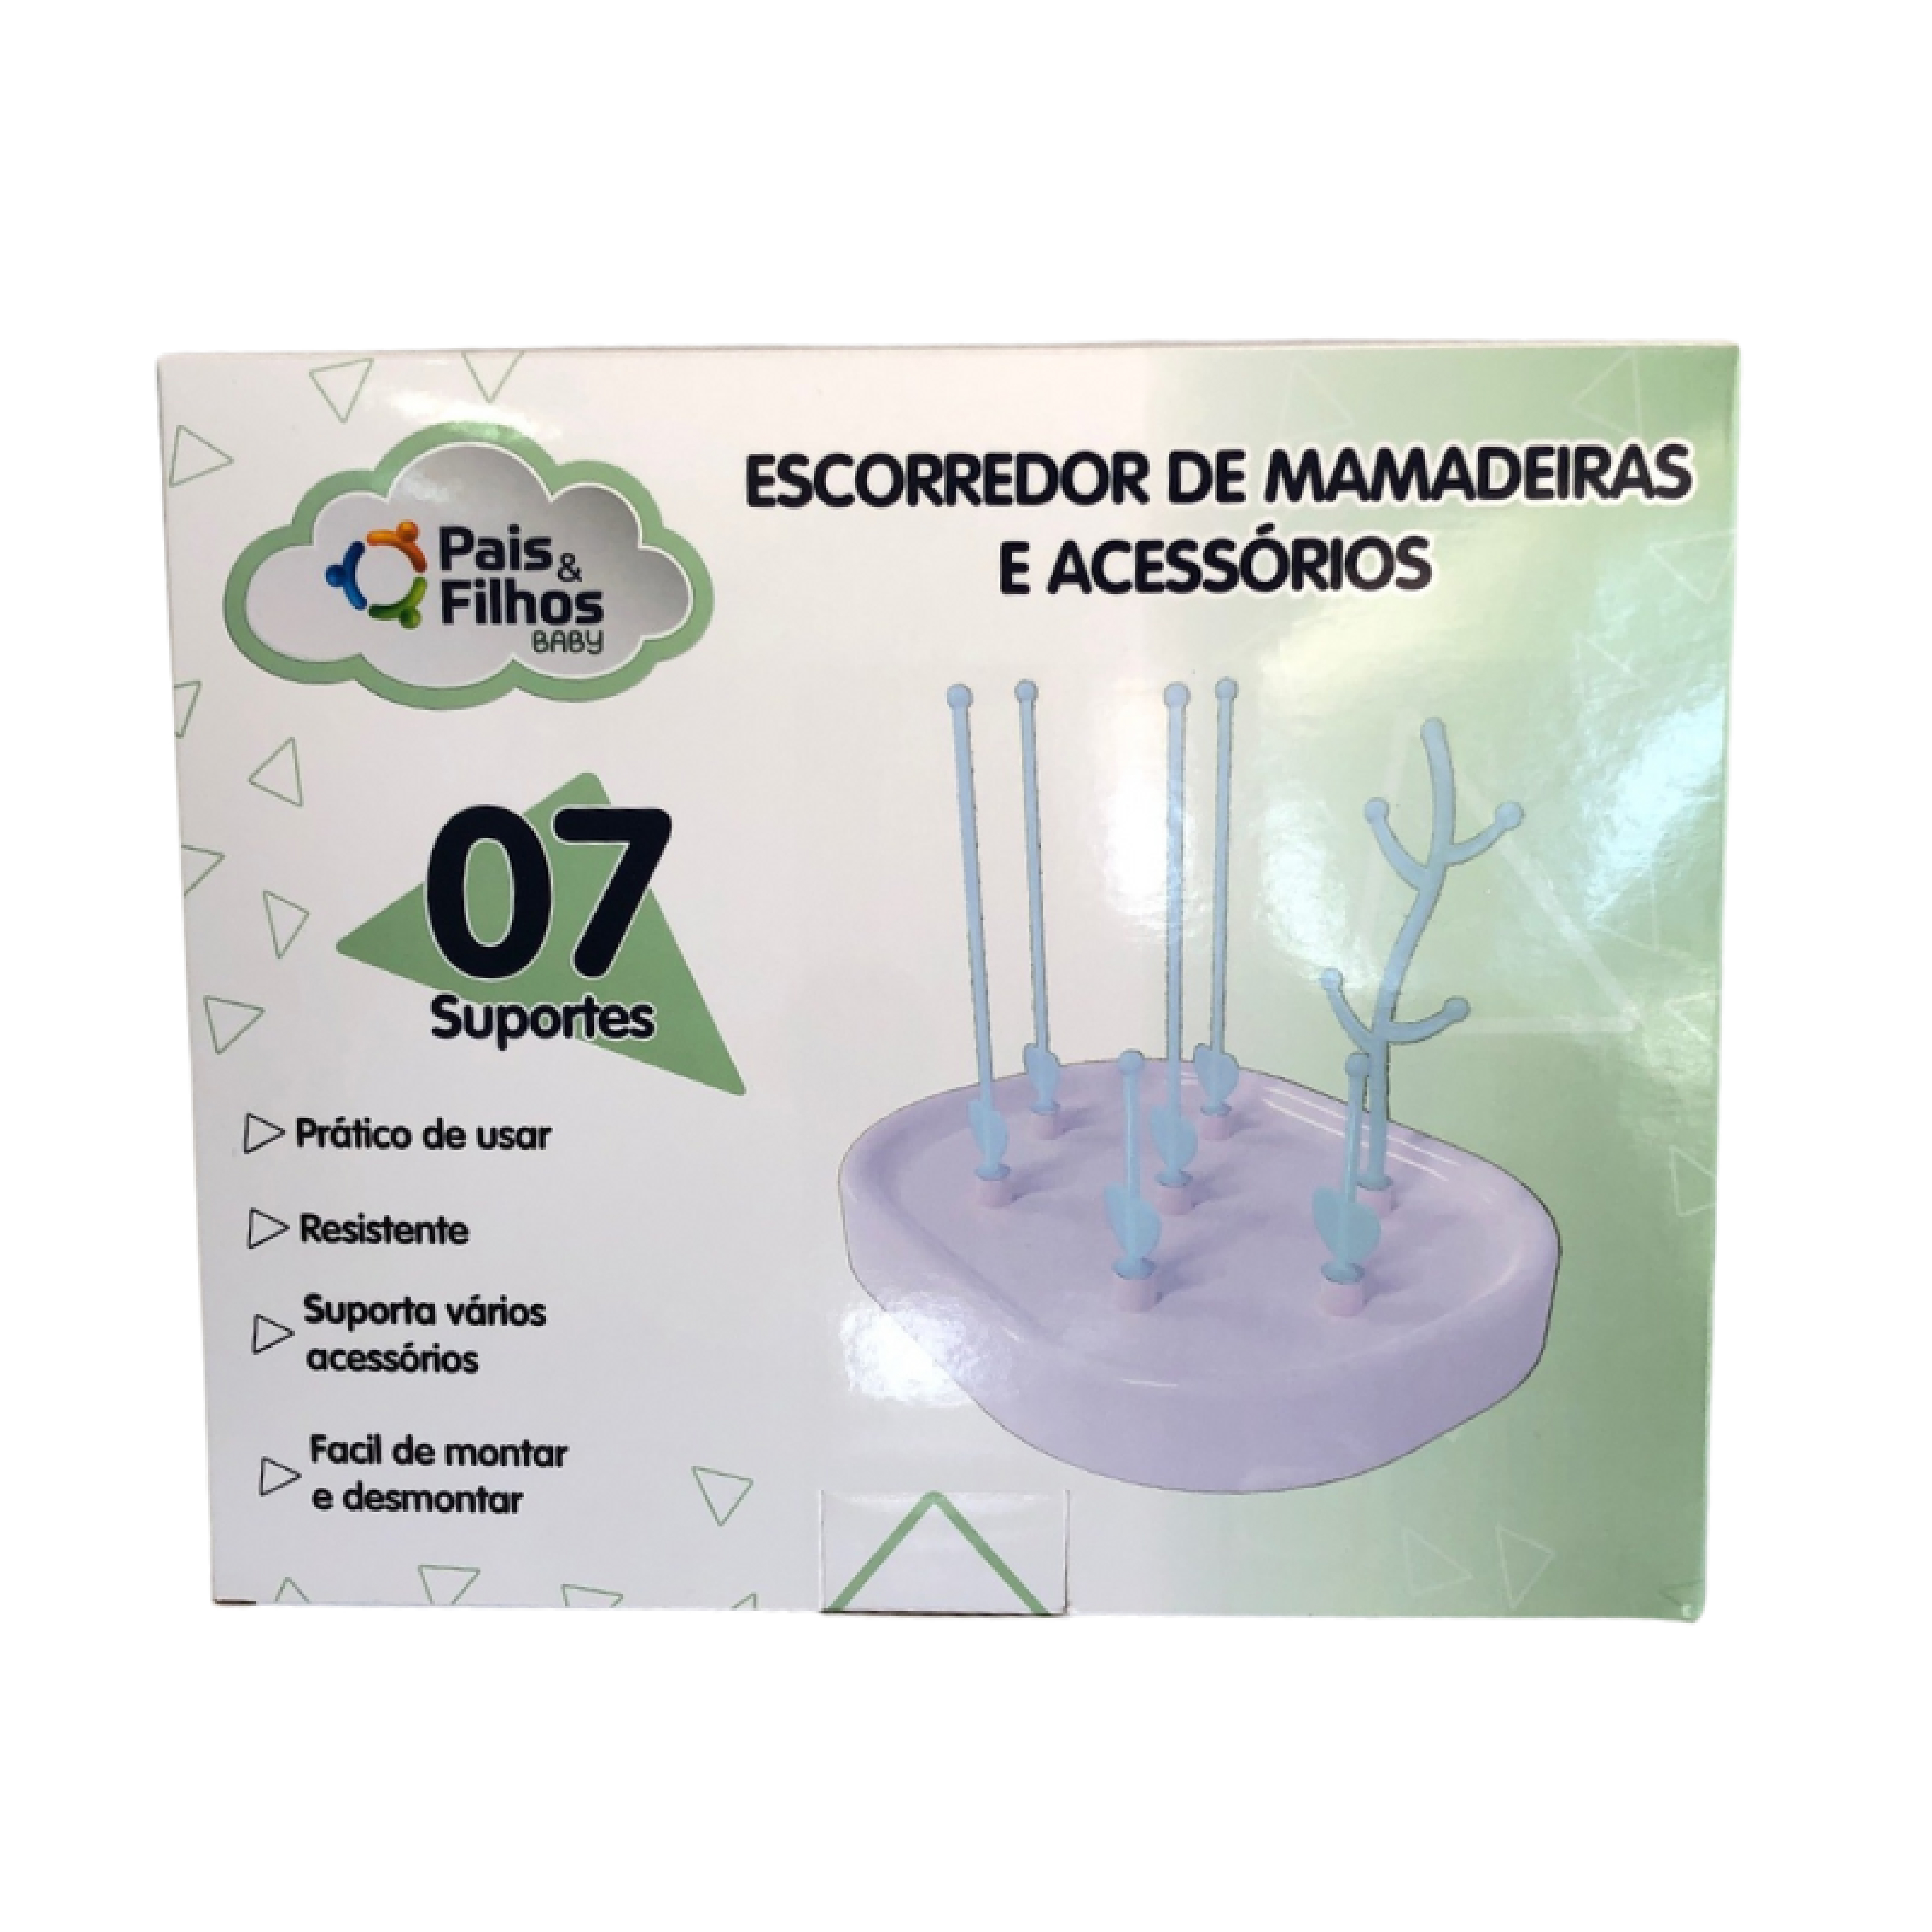 Pais &
Filhos
BABY
ESCORREDOR DE MAMADEIRAS
E ACESSÓRIOS
07
Suportes
Prático de usar
Resistente
Suporta vários
acessórios
Facil de montar
e desmontar